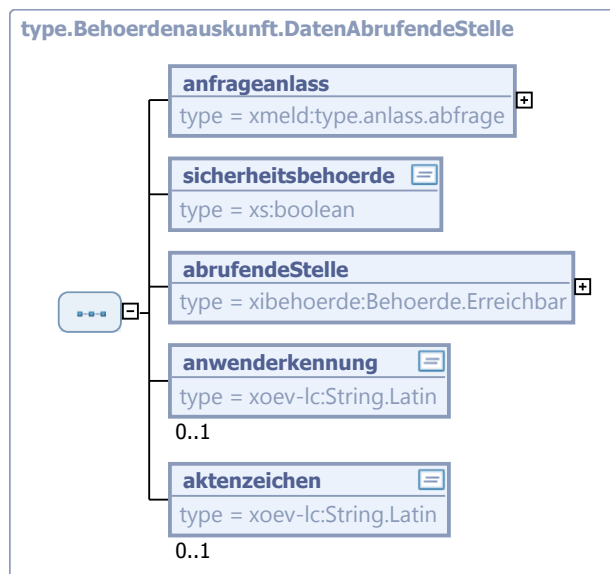 type.Behoerdenauskunft.DatenAbrufendeStelle
anfrageanlass
type = xmeld:type.anlass.abfrage
sicherheitsbehoerde
type = xs:boolean
abrufendeStelle
type = xibehoerde:Behoerde.Erreichbar
anwenderkennung
type = xoev-lc:String.Latin
0..1
aktenzeichen
type = xoev-lc:String.Latin
0..1